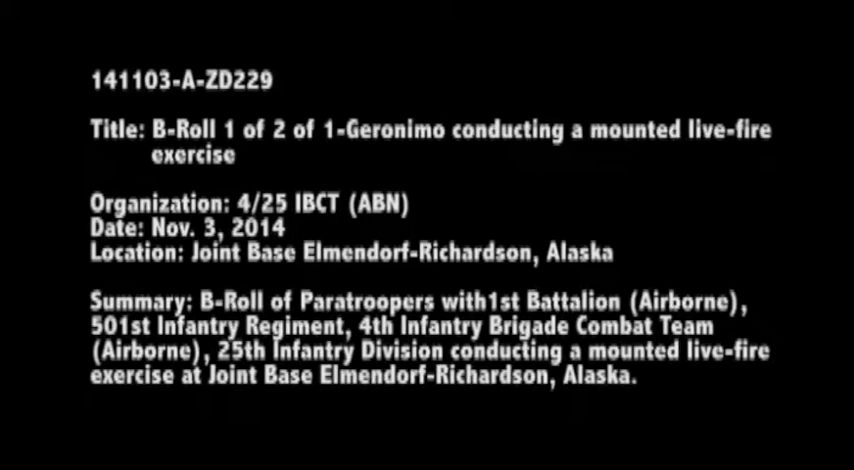 141103-A-ZD229
Title: B-Roll 1 of 2 of 1-Geronimo conducting a mounted live-fire
exercise
Organization: 4/25 IBCT (ABN)
Date: Nov. 3, 2014
Location: Joint Base Elmendorf-Richardson, Alaska
Summary: B-Roll of Paratroopers with1st Battalion (Airborne),
501st Infantry Regiment, 4th Infantry Brigade Combat Team
(Airborne), 25th Infantry Division conducting a mounted live-fire
exercise at Joint Base Elmendorf-Richardson, Alaska.